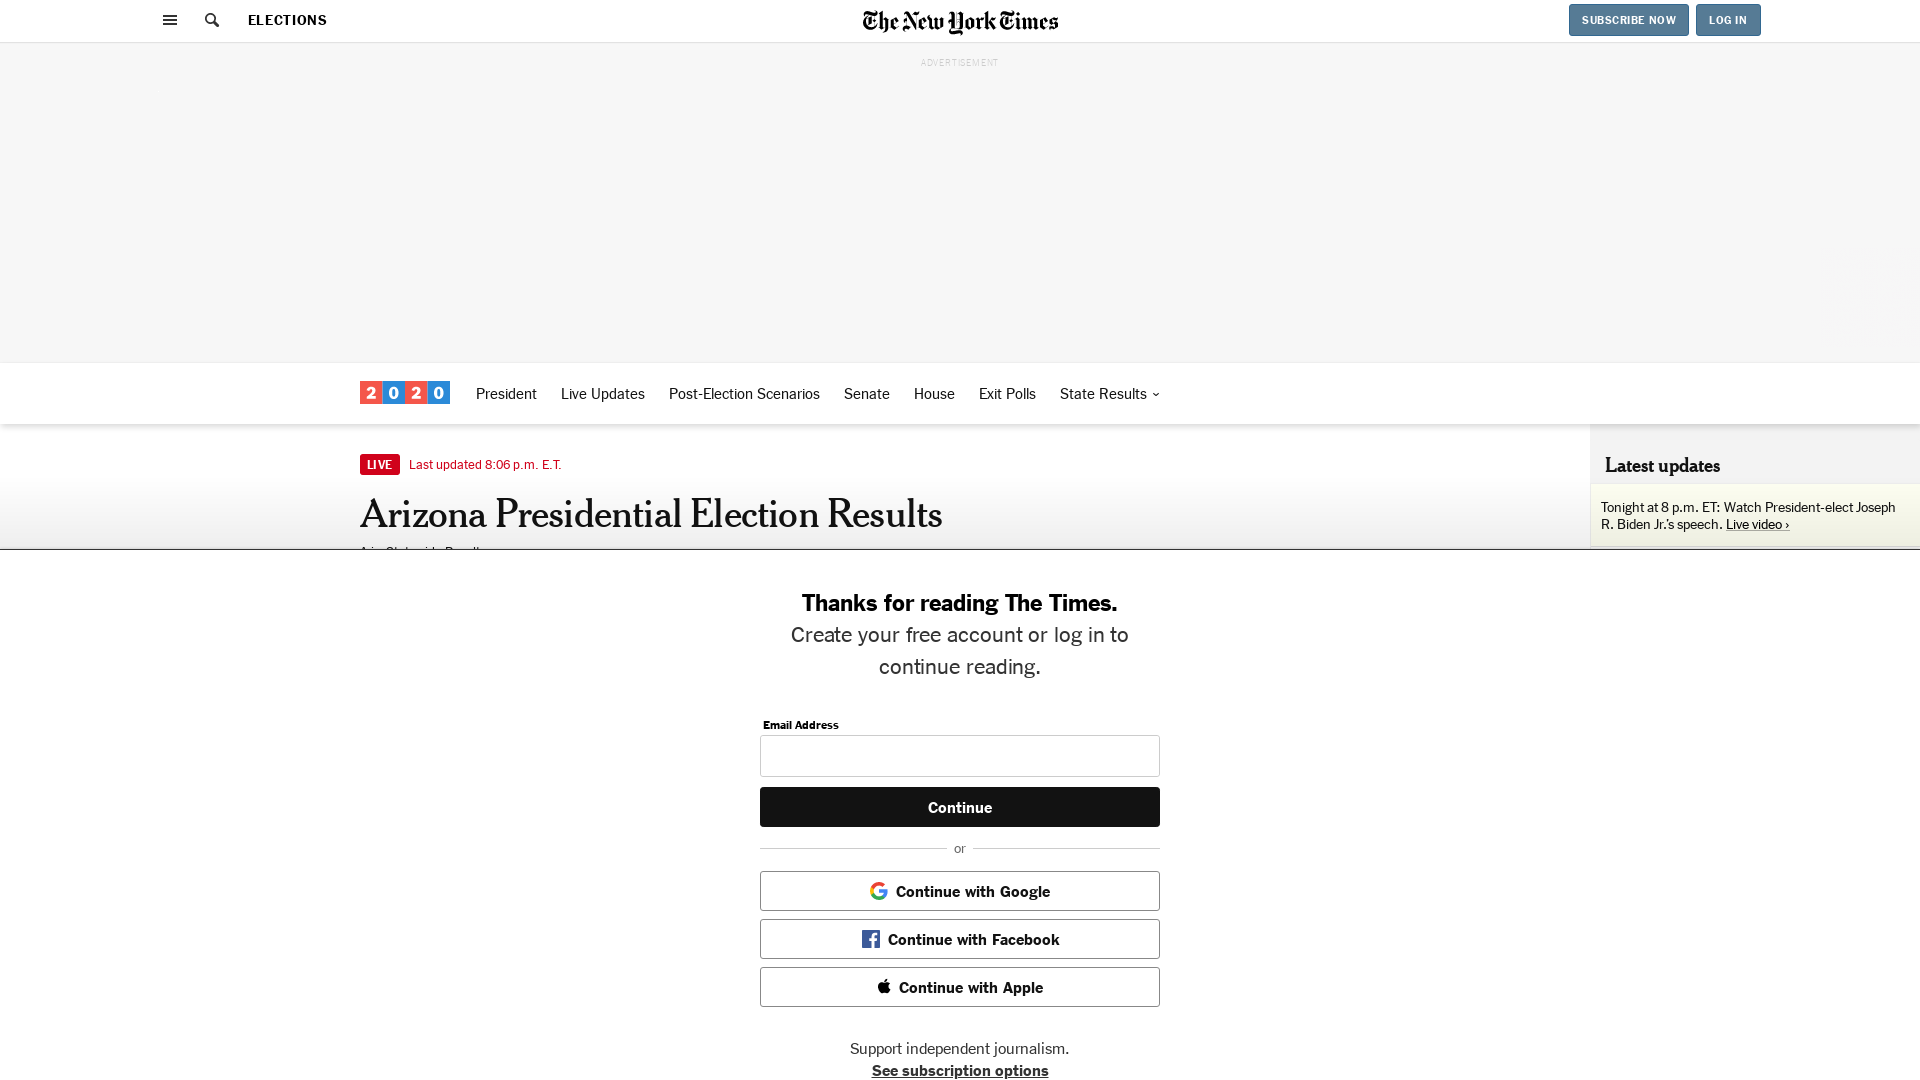 ELECTIONS
The New York Times
SUBSCRIBE NOW
LOG IN
ADVERTISEMENT
2020
President
Live Updates
Post-Election Scenarios
Senate
House
Exit Polls
State Results
LIVE
Last updated 8:06 p.m. E.T.
Arizona Presidential Election Results
Latest updates
Tonight at 8 p.m. ET: Watch President-elect Joseph
R. Biden Jr.'s speech. Live video ›
Thanks for reading The Times.
Create your free account or log in to
continue reading.
Email Address
Continue
or
Continue with Google
Continue with Facebook
Continue with Apple
Support independent journalism.
See subscription options